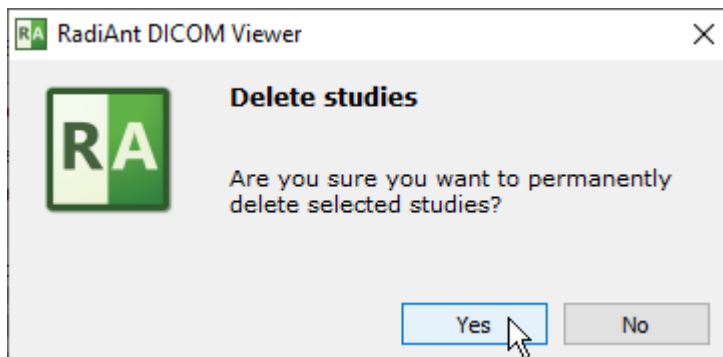 RA RadiAnt DICOM Viewer
RA
Delete studies
Are you sure you want to permanently
delete selected studies?
Yes No